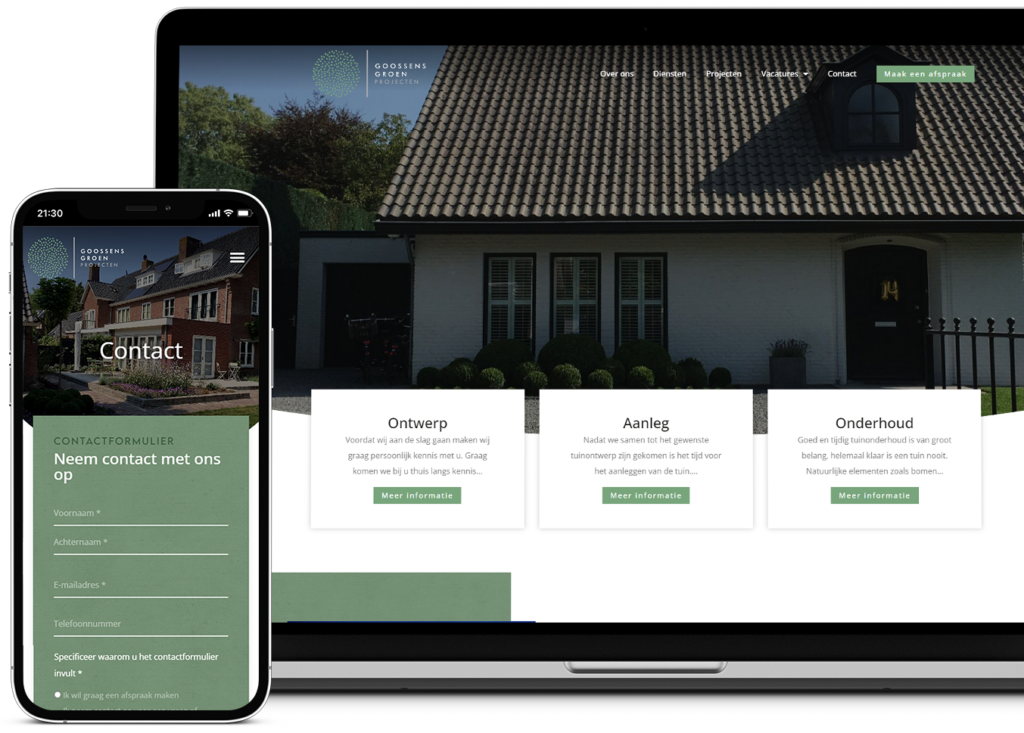 GOOSSENS
GROEN
PROJECTEN
Over ons
Diensten
Projecten
Vacatures
Contact
Maak een afspraak
14
Ontwerp
Voordat wij aan de slag gaan maken wij
graag persoonlijk kennis met u. Graag
komen we bij u thuis langs kennis...
Meer informatie
Aanleg
Nadat we samen tot het gewenste
tuinontwerp zijn gekomen is het tijd voor
het aanleggen van de tuin....
Meer informatie
Onderhoud
Goed en tijdig tuinonderhoud is van groot
belang, helemaal klaar is een tuin nooit.
Natuurlijke elementen zoals bomen...
Meer informatie
21:30
GOOSSENS
GROEN
PROJECTEN
Contact
CONTACTFORMULIER
Neem contact met ons
op
Voornaam *
Achternaam *
E-mailadres *
Telefoonnummer
Specificeer waarom u het contactformulier
invult *
Ik wil graag een afspraak maken